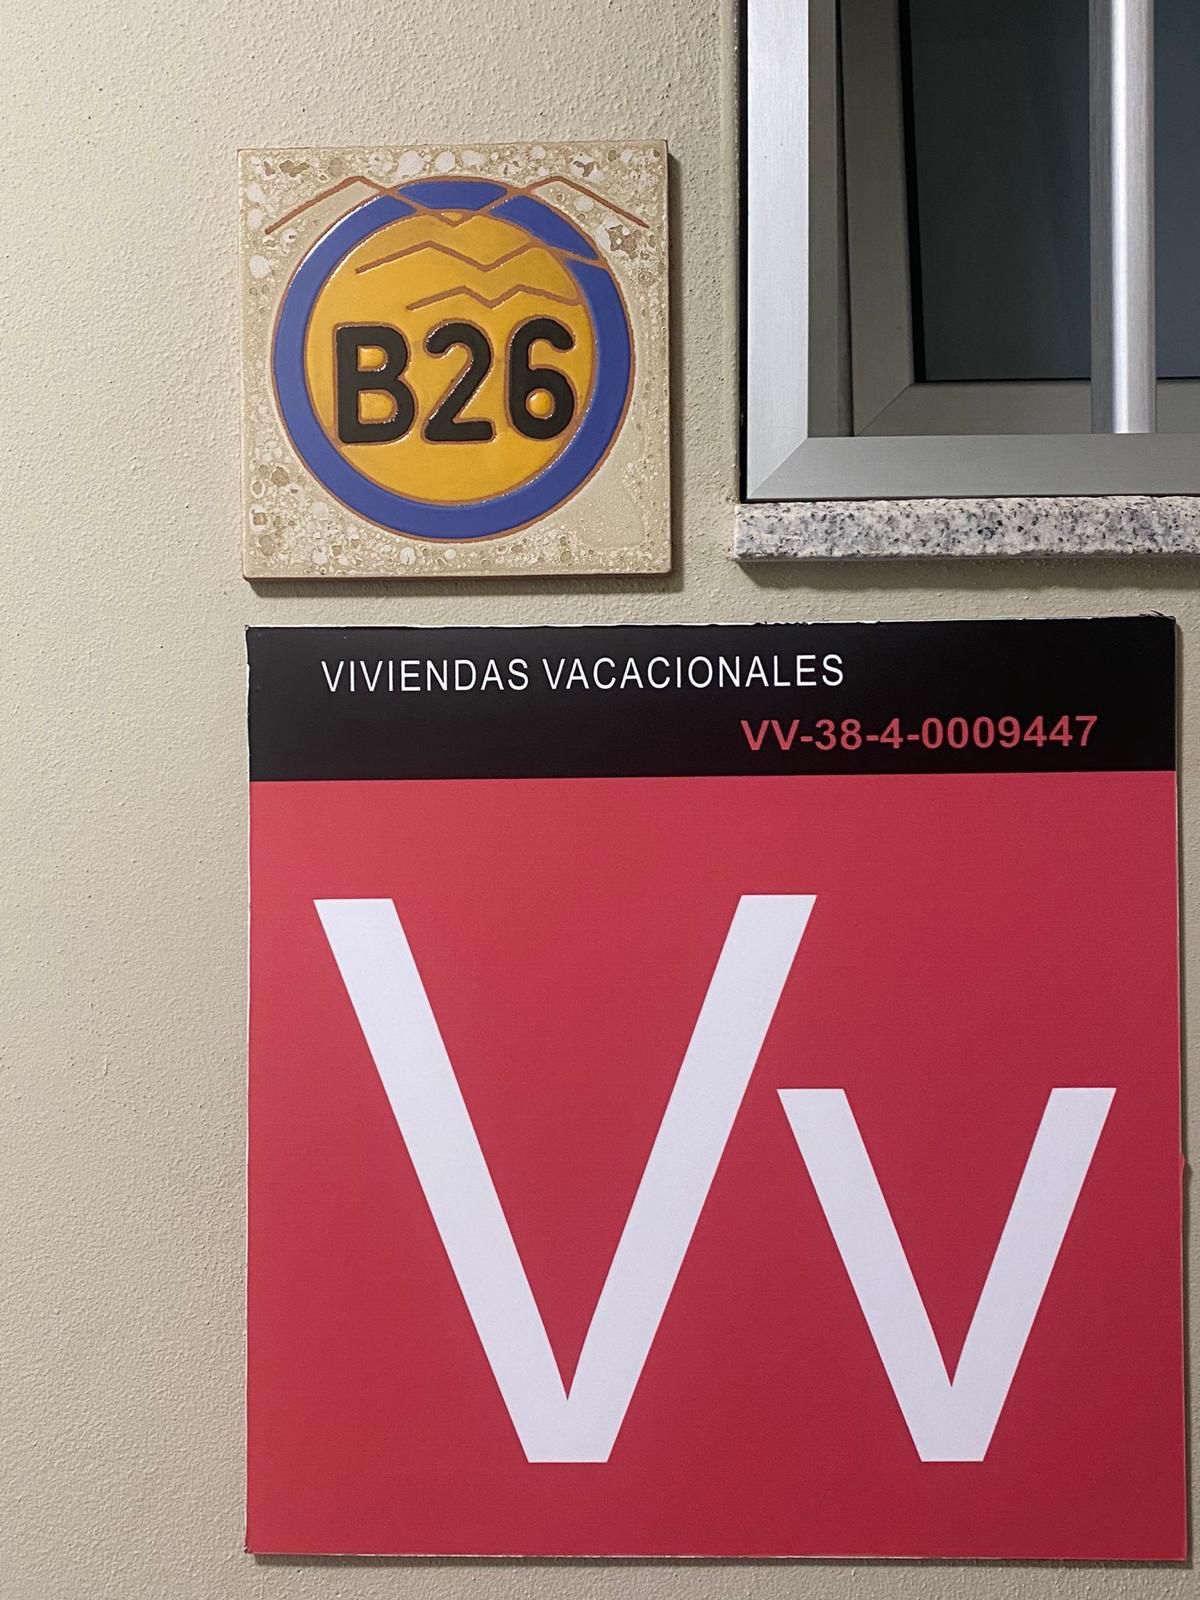 B26
VIVIENDAS VACACIONALES
VV-38-4-0009447
Vv